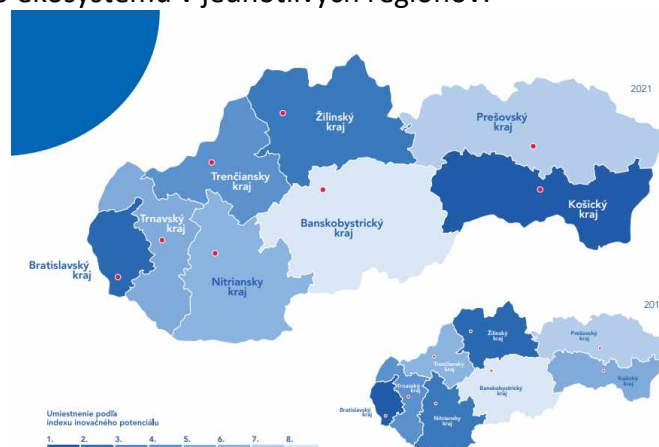 ekosystému v jednotlivých regiónov.
2021
Žilinský
kraj
Prešovský
kraj
Trenčiansky
kraj
Košický
kraj
Trnavský
kraj
Banskobystrický
kraj
Bratislavský
kraj
Nitriansky
kraj
201
Žilinský
kraj
Prešovský
kraj
Trenčiansky
kraj
Košický
kraj
Trnavský
kraj
Banskobystrický
kraj
Bratislavský
kraj
Nitriansky
kraj
Umiestnenie podľa
indexu inovačného potenciálu
1. 2. 3. 4. 5. 6. 7. 8.